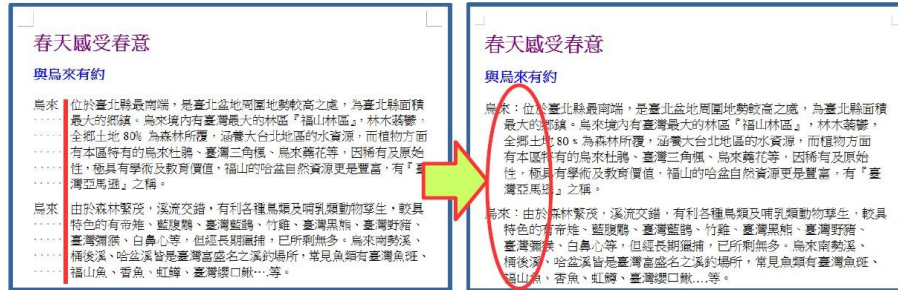 春天感受春意
與烏來有約
烏來 位於臺北縣最南端，是臺北盆地周圍地勢較高之處，為臺北縣面積
最大的鄉鎮。烏來境內有臺灣最大的林區『福山林區』，林木蓊鬱，
全鄉土地 80% 為森林所覆，涵養大台北地區的水資源，而植物方面
有本區特有的烏來杜鵑、臺灣三角楓、烏來藥花等，因稀有及原始
性，極具學術及教育價值，福山的哈盆自然資源更是豐富，有『臺
灣亞馬遜』之稱。
烏來 由於森林繁茂，溪流交錯，有利各種鳥類及哺乳類動物孳生，較具
特色的有帝雉、藍腹鷴、臺灣藍鵲、竹雞、臺灣黑熊、臺灣野豬、
臺灣獼猴、白鼻心等，但經長期獵捕，已所剩無多。烏來南勢溪、
桶後溪、哈盆溪皆是臺灣富盛名之溪釣場所，常見魚類有臺灣魚斑、
福山魚、香魚、虹鱒、臺灣纓口鰍…等。
春天感受春意
與烏來有約
烏來：位於臺北縣最南端，是臺北盆地周圍地勢較高之處，為臺北縣面積
最大的鄉鎮。烏來境內有臺灣最大的林區『福山林區』，林木蓊鬱，
全鄉土地 80% 為森林所覆，涵養大台北地區的水資源，而植物方面
有本區特有的烏來杜鵑、臺灣三角楓、烏來藥花等，因稀有及原始
性，極具學術及教育價值，福山的哈盆自然資源更是豐富，有『臺
灣亞馬遜』之稱。
烏來：由於森林繁茂，溪流交錯，有利各種鳥類及哺乳類動物孳生，較具
特色的有帝雉、藍腹鷴、臺灣藍鵲、竹雞、臺灣黑熊、臺灣野豬、
臺灣獼猴、白鼻心等，但經長期獵捕，已所剩無多。烏來南勢溪、
桶後溪、哈盆溪皆是臺灣富盛名之溪釣場所，常見魚類有臺灣魚斑、
福山魚、香魚、虹鱒、臺灣纓口鰍…等。